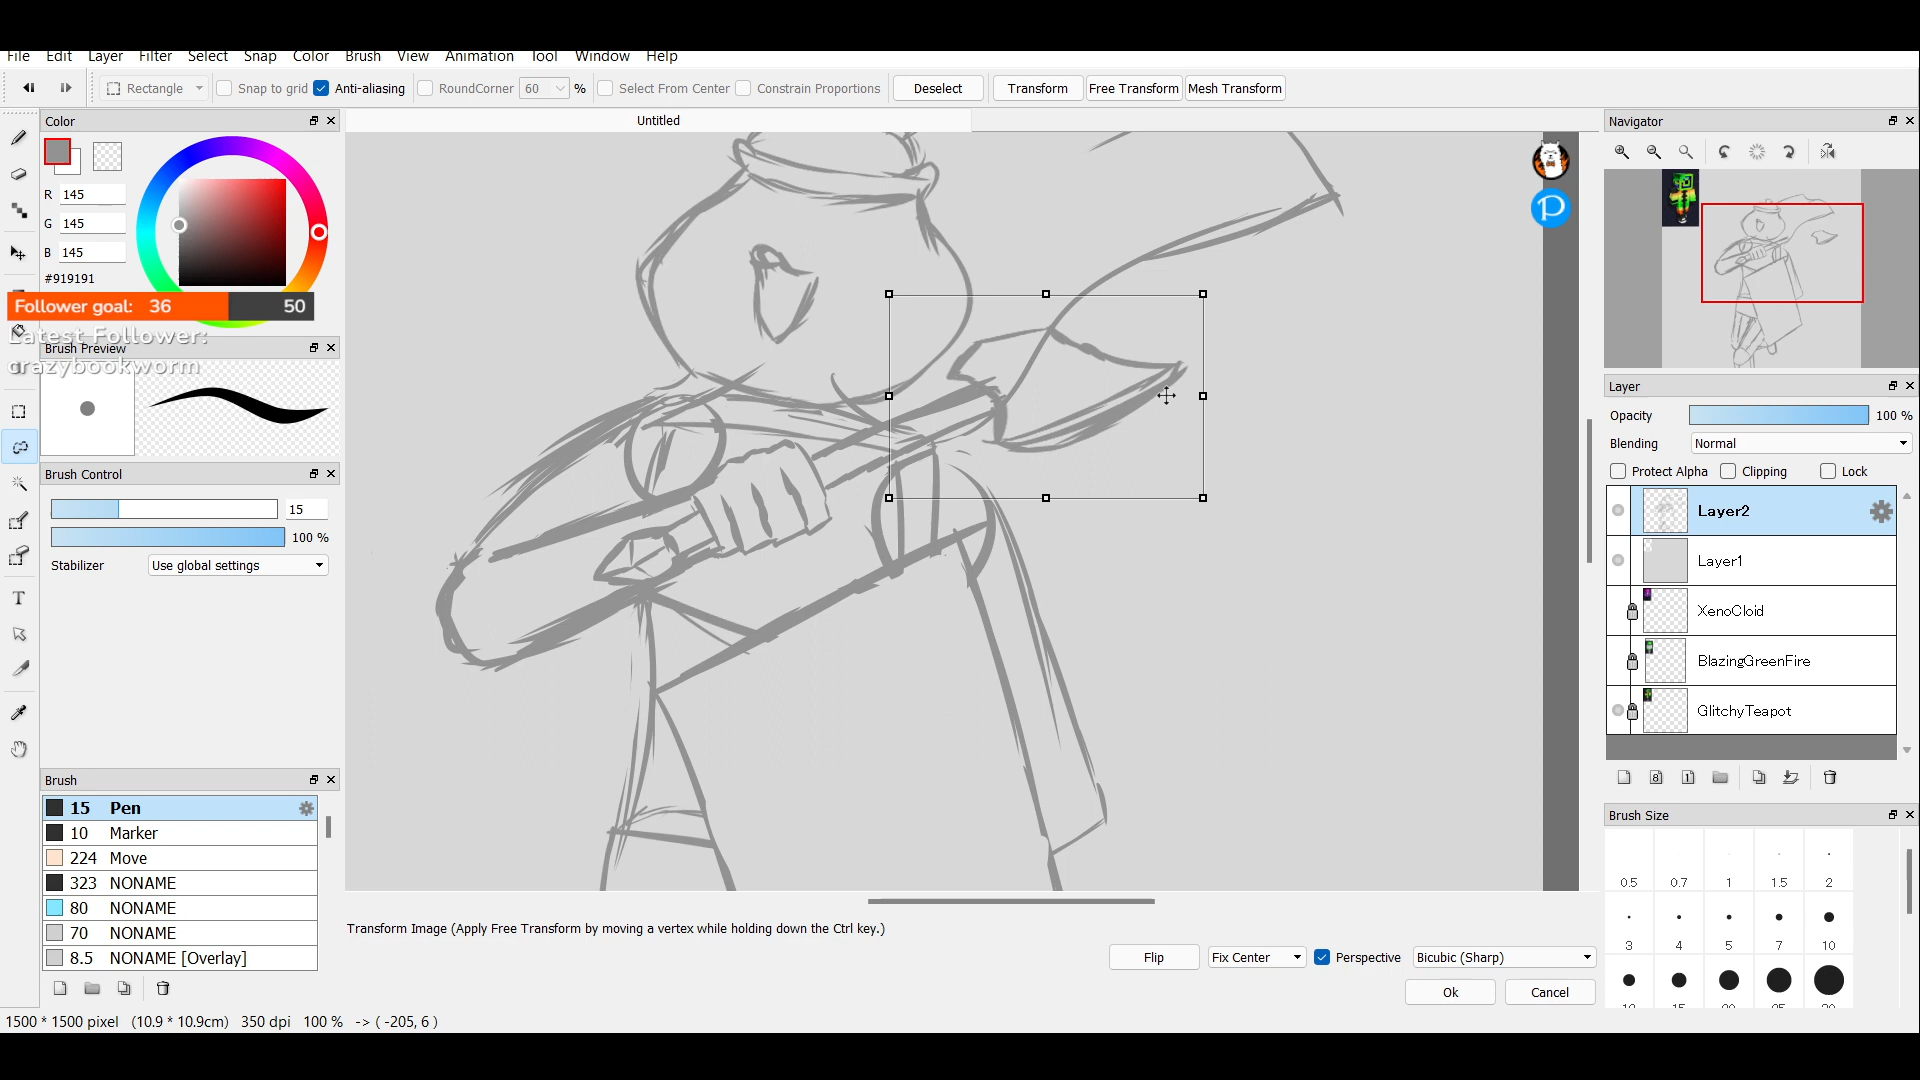 File Edit Layer Filter Select Snap Color Brush View Animation Tool Window Help
Rectangle Snap to grid Anti-aliasing RoundCorner 60 % Select From Center Constrain Proportions Deselect Transform Free Transform Mesh Transform
Color
Untitled
Navigator
R 145
G 145
B 145
#919191
Follower goal: 36 50
Latest Follower:
Brush Preview
crazybookworm
Layer
Opacity 100 %
Blending Normal
Protect Alpha Clipping Lock
Brush Control
15
100 %
Stabilizer Use global settings
Layer2
Layer1
XenoCloid
BlazingGreenFire
GlitchyTeapot
Brush
15 Pen
10 Marker
224 Move
323 NONAME
80 NONAME
70 NONAME
8.5 NONAME [Overlay]
8 1
Brush Size
0.5 0.7 1 1.5 2
3 4 5 7 10
T
P
Transform Image (Apply Free Transform by moving a vertex while holding down the Ctrl key.)
Flip Fix Center Perspective Bicubic (Sharp)
Ok Cancel
1500 * 1500 pixel (10.9 * 10.9cm) 350 dpi 100 % -> ( -205, 6 )